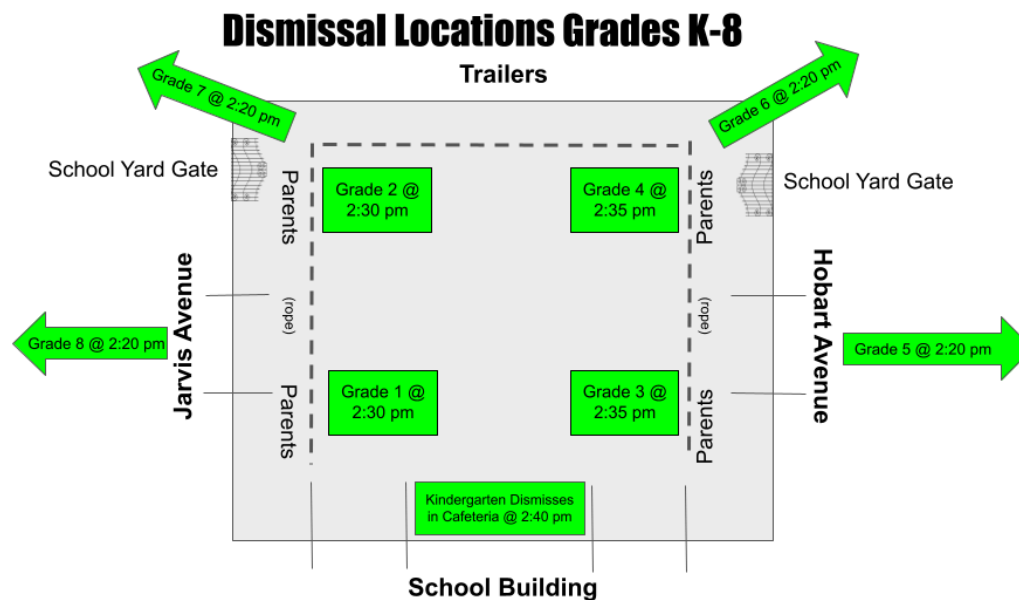 Dismissal Locations Grades K-8
Trailers
Grade 7 @ 2:20 pm
Grade 6 @ 2:20 pm
School Yard Gate
School Yard Gate
Parents
Grade 2 @
2:30 pm
Grade 4 @
2:35 pm
Parents
Jarvis Avenue
(rope)
(rope)
Hobart Avenue
Grade 8 @ 2:20 pm
Grade 5 @ 2:20 pm
Parents
Grade 1 @
2:30 pm
Grade 3 @
2:35 pm
Parents
Kindergarten Dismisses
in Cafeteria @ 2:40 pm
School Building